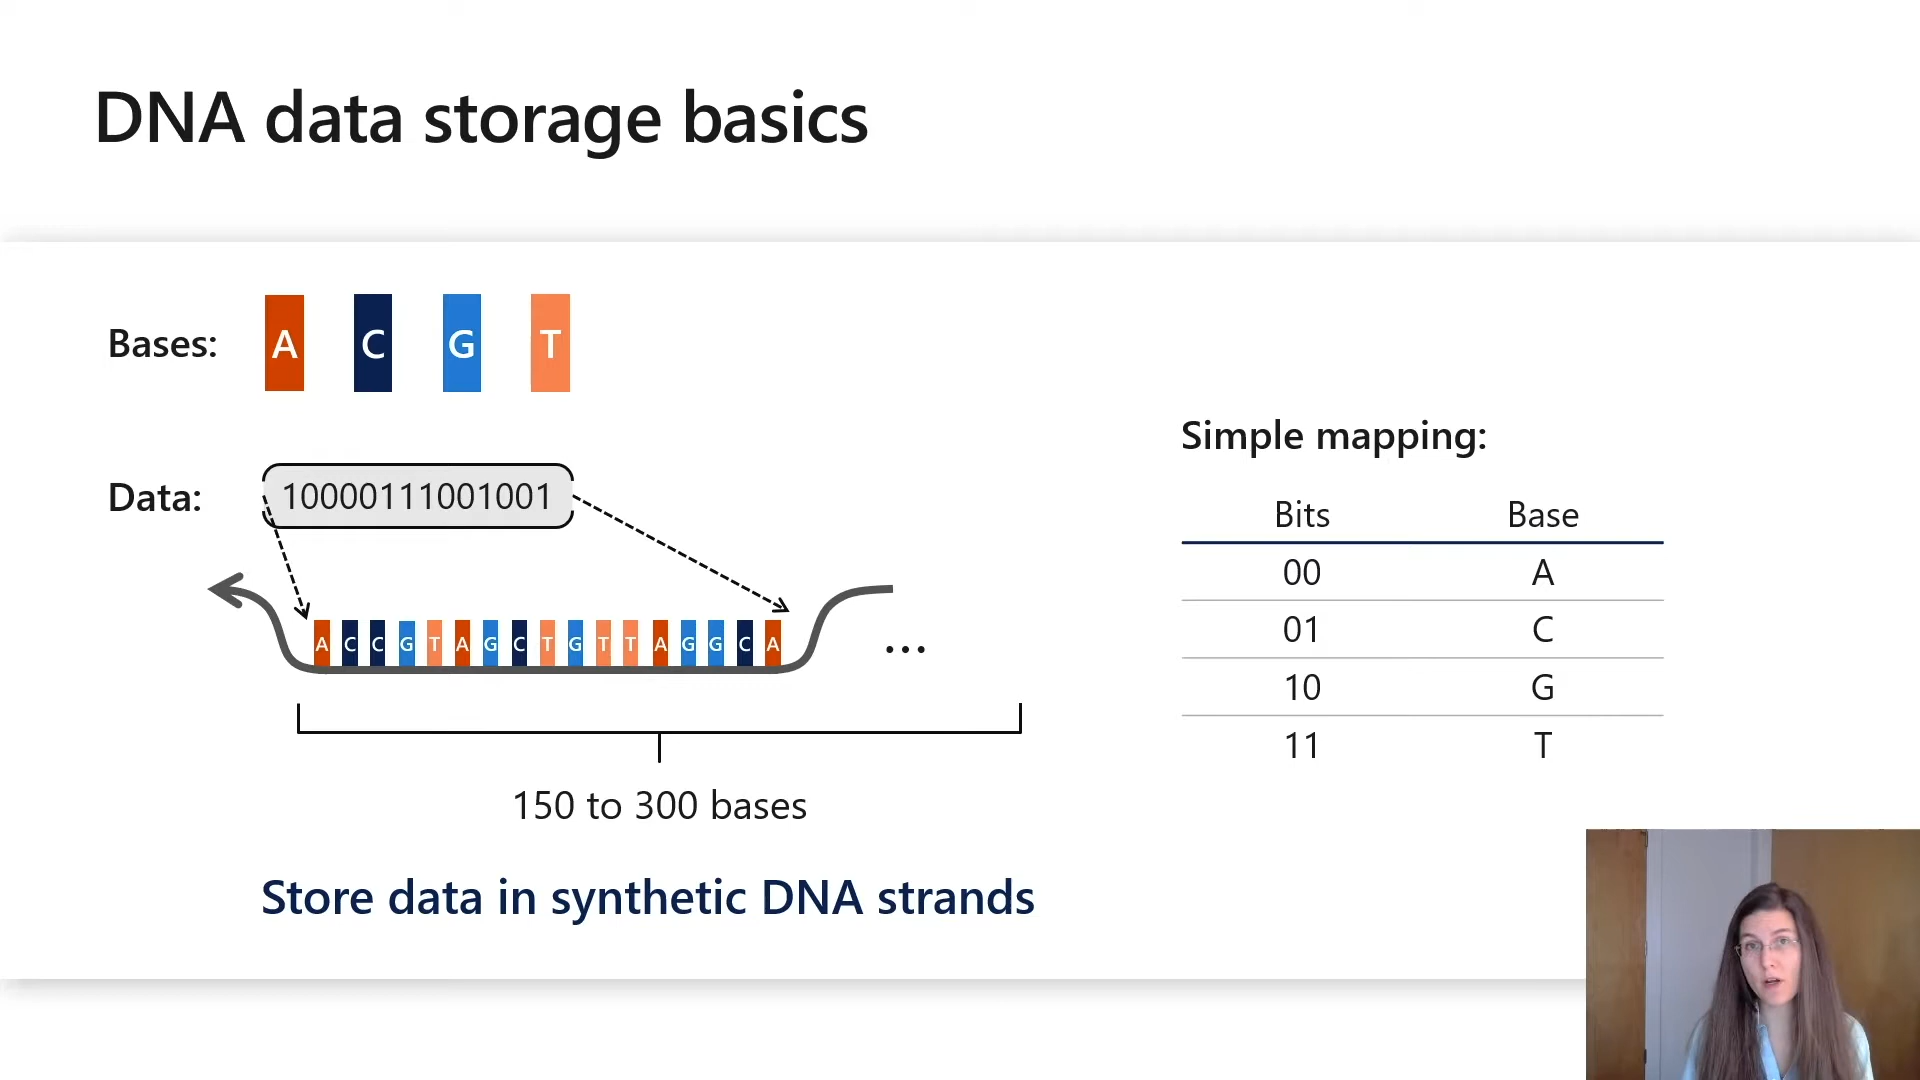 DNA data storage basics
Bases: A C G T
Data: 10000111001001
A C C G T A G C T G T T A G G C A ...
150 to 300 bases
Store data in synthetic DNA strands
Simple mapping:
Bits Base
00 A
01 C
10 G
11 T